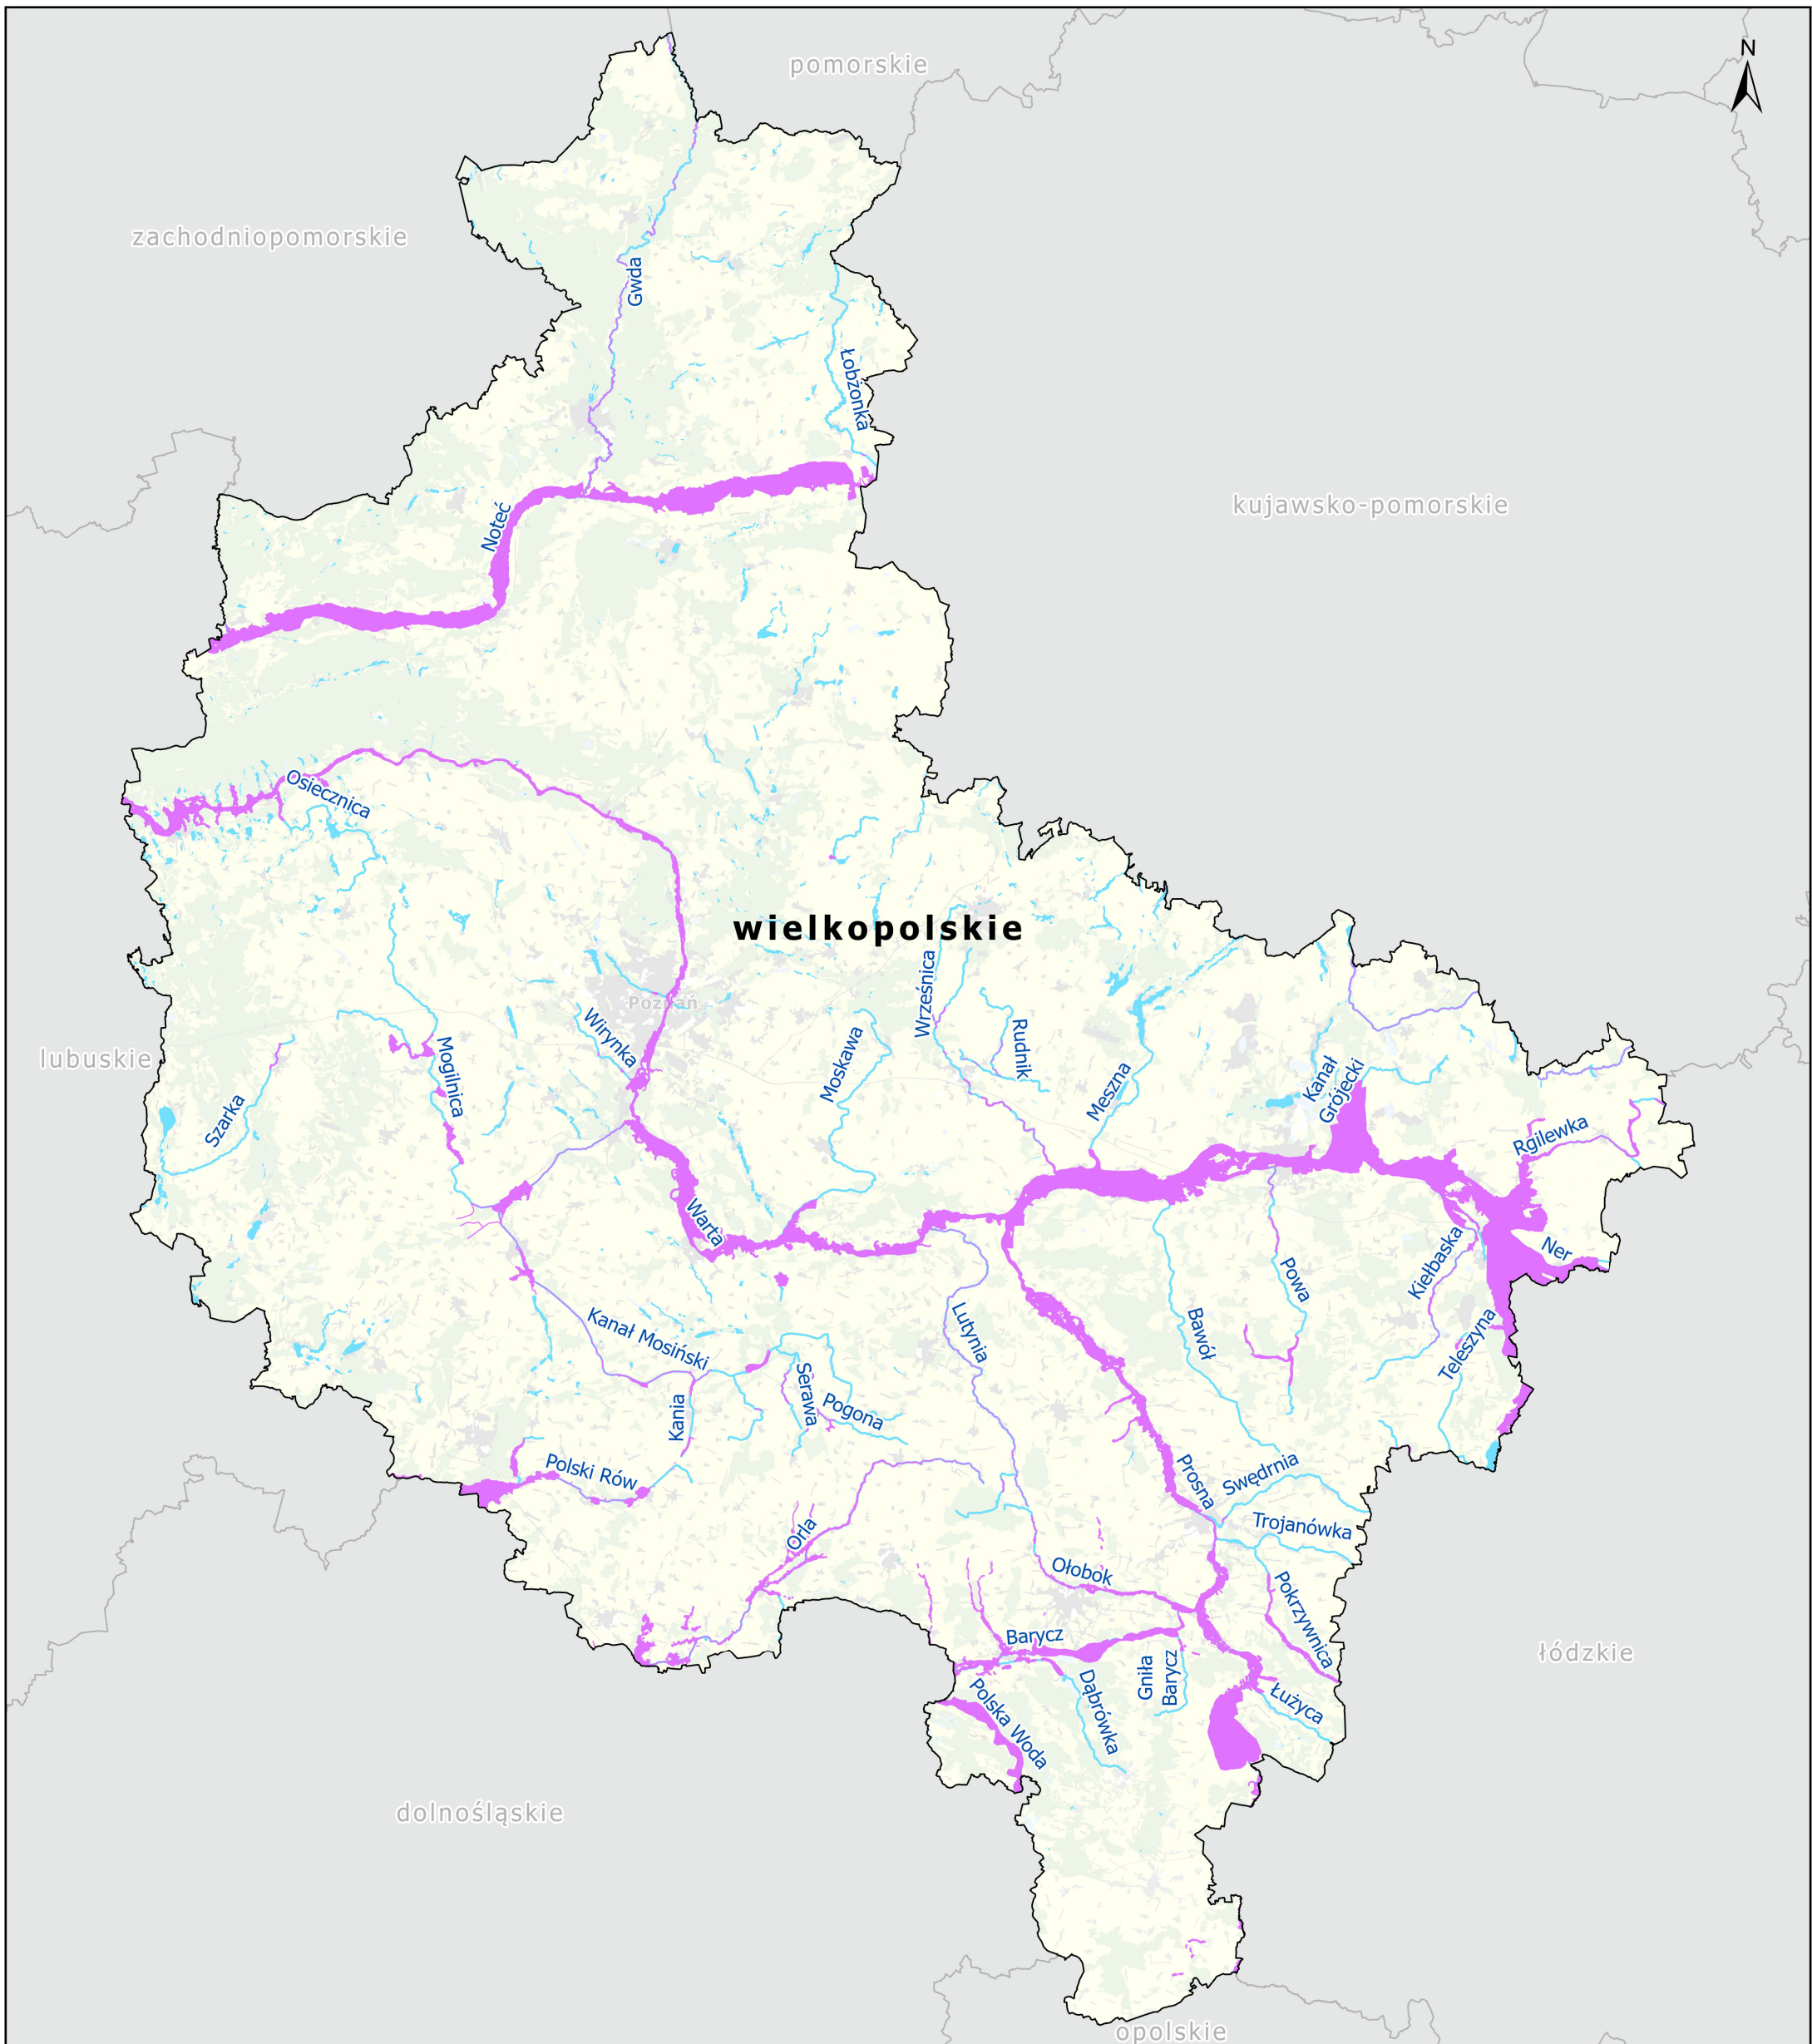 N
pomorskie
zachodniopomorskie
Gwda
Łobżonka
kujawsko-pomorskie
Noteć
Osiecznica
wielkopolskie
Poznań
Wirynka
Września
Rudnik
Moskawa
Meszna
Kanał
Grójecki
lubuskie
Mogilnica
Szarka
Rgilewka
Warta
Kiełbaska
Ner
Powa
Teleszyna
Bawół
Lutynia
Kanał Mosiński
Serawa
Pogona
Kania
Polski Rów
Prosna
Swędrnia
Trojanówka
Orla
Ołobok
Pokrzywnica
Barycz
Gniła
Barycz
łódzkie
Dąbrówka
Polska Woda
Łużyca
dolnośląskie
opolskie